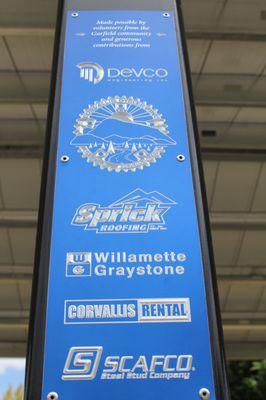 Made possible by
volunteers from the
Garfield community
and generous
contributions from
DEVCO
engineering inc
Sprick
ROOFING
Willamette
Graystone
CORVALLIS RENTAL
SCAFCO
Steel Stud Company